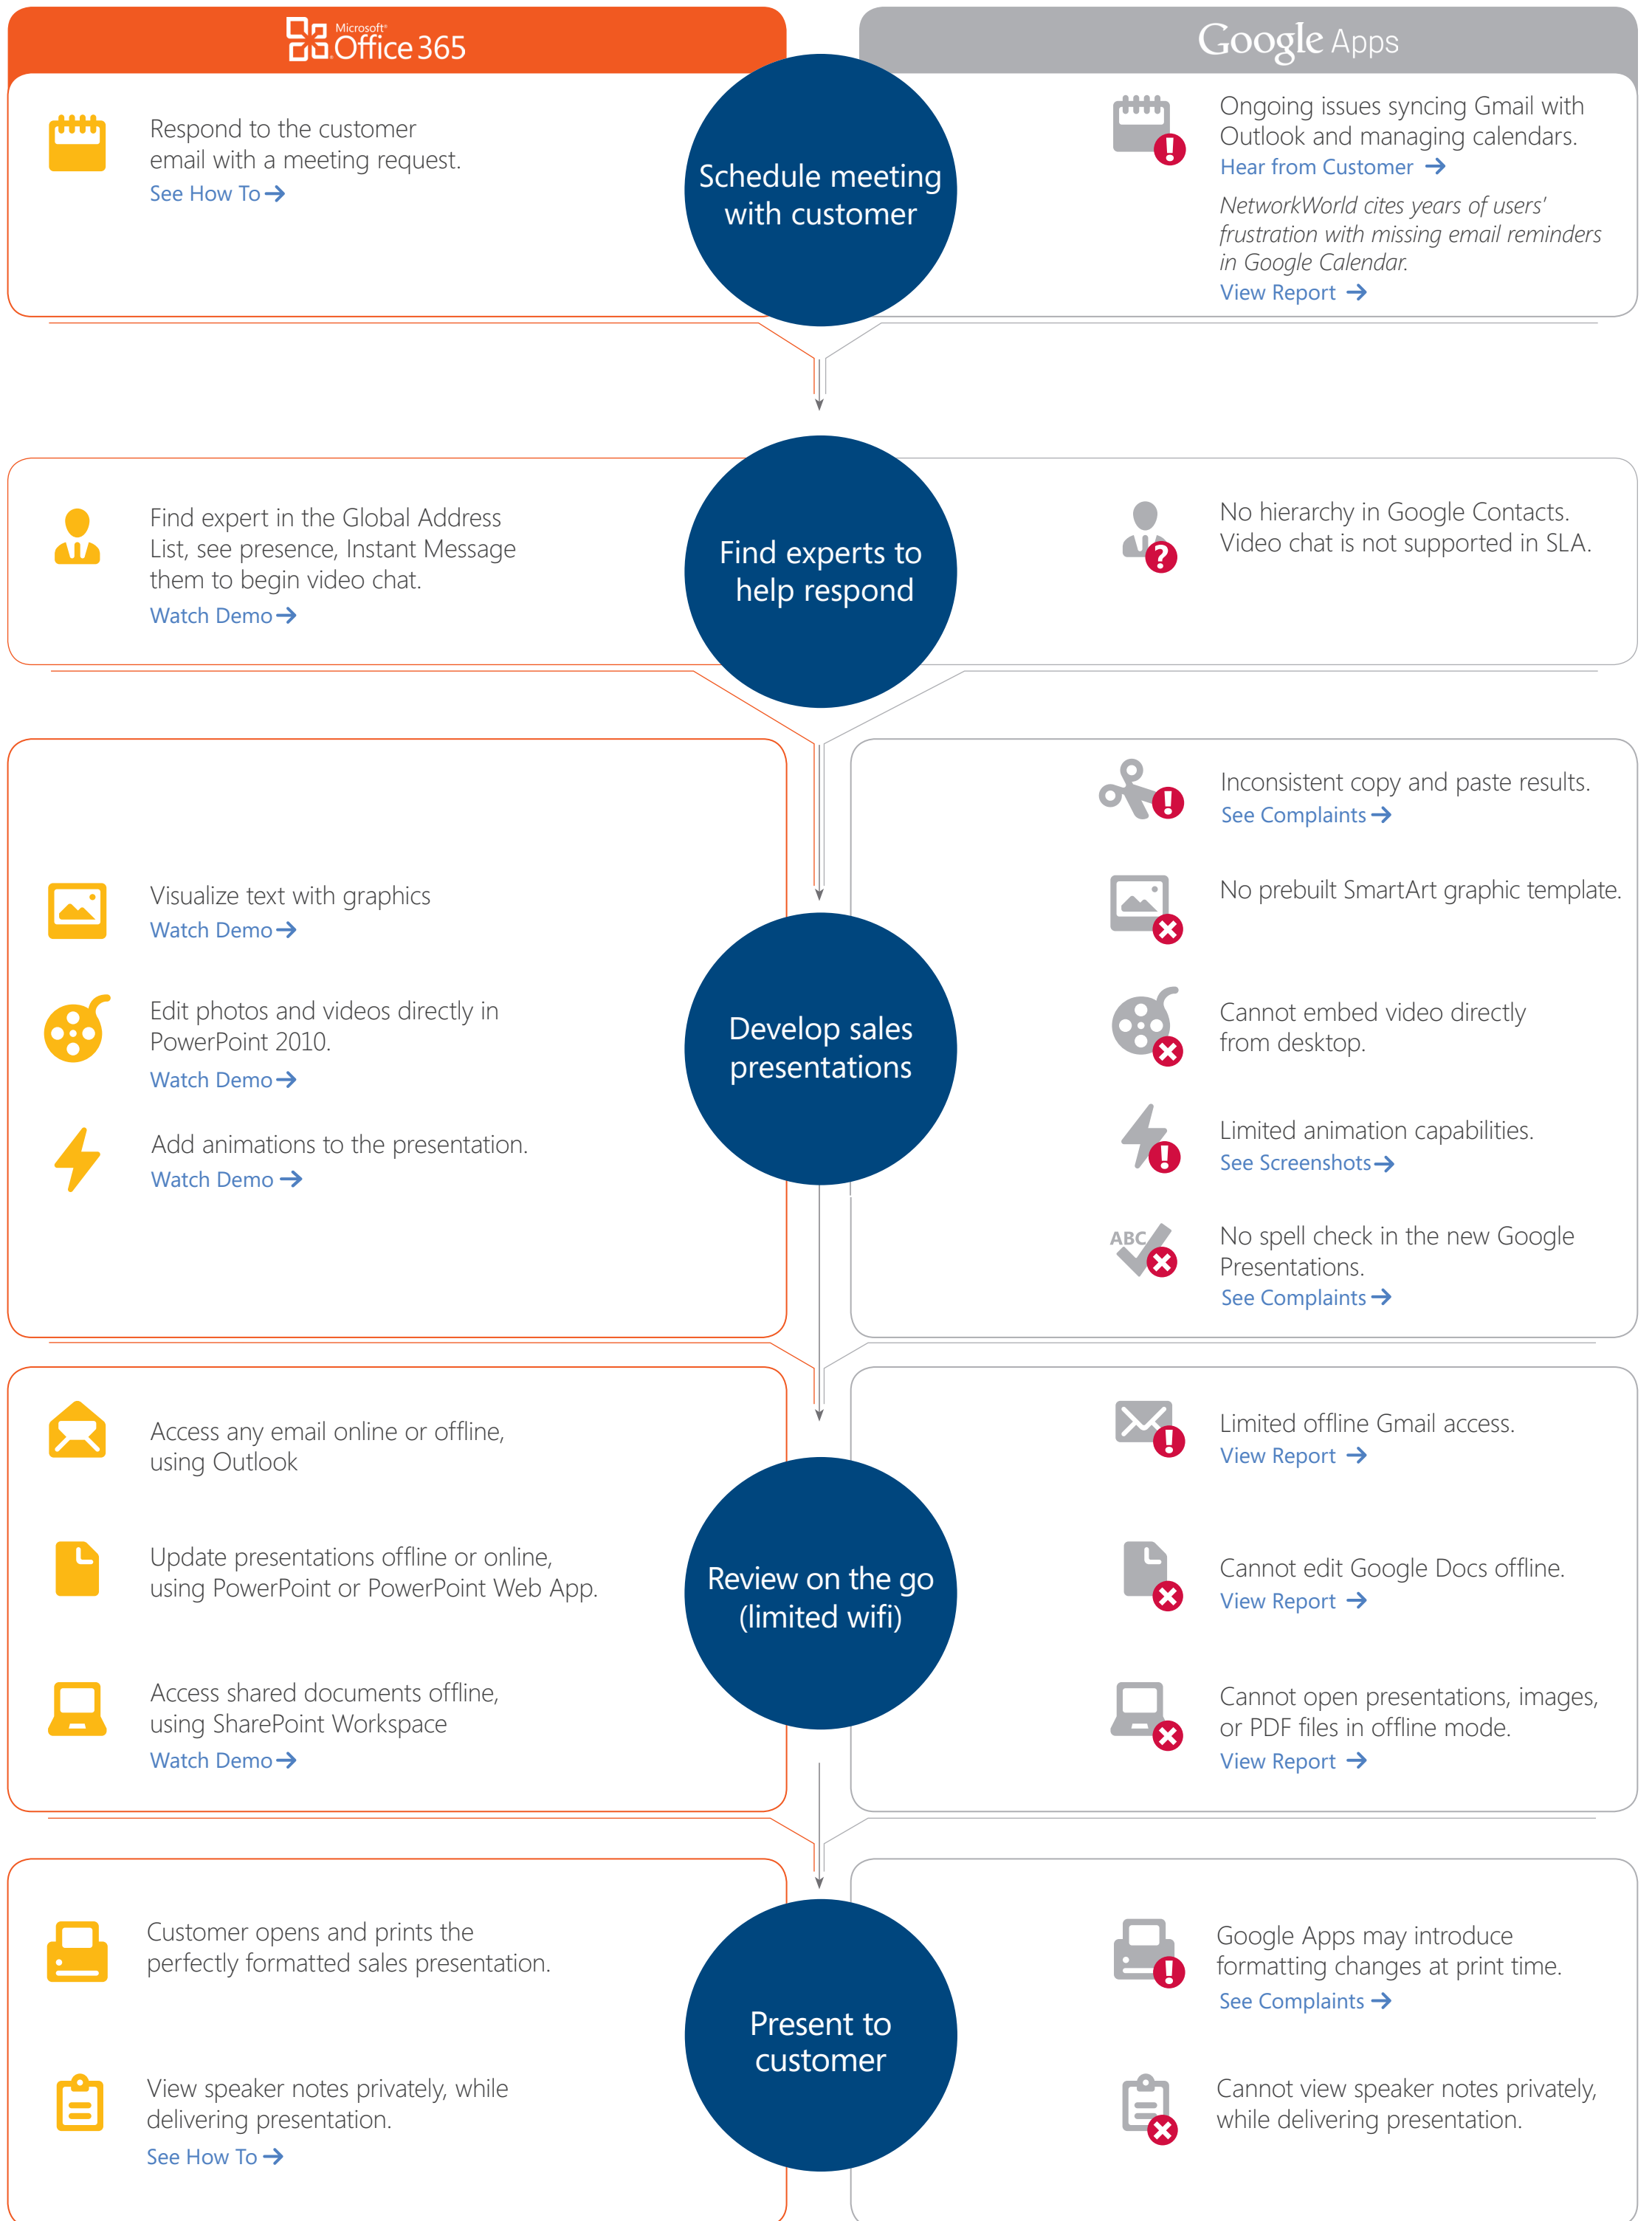 Microsoft®
Office 365
Google Apps
Respond to the customer
email with a meeting request.
See How To →
Schedule meeting
with customer
Ongoing issues syncing Gmail with
Outlook and managing calendars.
Hear from Customer →
NetworkWorld cites years of users'
frustration with missing email reminders
in Google Calendar.
View Report →
Find expert in the Global Address
List, see presence, Instant Message
them to begin video chat.
Watch Demo →
Find experts to
help respond
No hierarchy in Google Contacts.
Video chat is not supported in SLA.
Visualize text with graphics
Watch Demo →
Edit photos and videos directly in
PowerPoint 2010.
Watch Demo →
Add animations to the presentation.
Watch Demo →
Develop sales
presentations
Inconsistent copy and paste results.
See Complaints →
No prebuilt SmartArt graphic template.
Cannot embed video directly
from desktop.
Limited animation capabilities.
See Screenshots →
ABC
No spell check in the new Google
Presentations.
See Complaints →
Access any email online or offline,
using Outlook
Update presentations offline or online,
using PowerPoint or PowerPoint Web App.
Access shared documents offline,
using SharePoint Workspace
Watch Demo →
Review on the go
(limited wifi)
Limited offline Gmail access.
View Report →
Cannot edit Google Docs offline.
View Report →
Cannot open presentations, images,
or PDF files in offline mode.
View Report →
Customer opens and prints the
perfectly formatted sales presentation.
View speaker notes privately, while
delivering presentation.
See How To →
Present to
customer
Google Apps may introduce
formatting changes at print time.
See Complaints →
Cannot view speaker notes privately,
while delivering presentation.